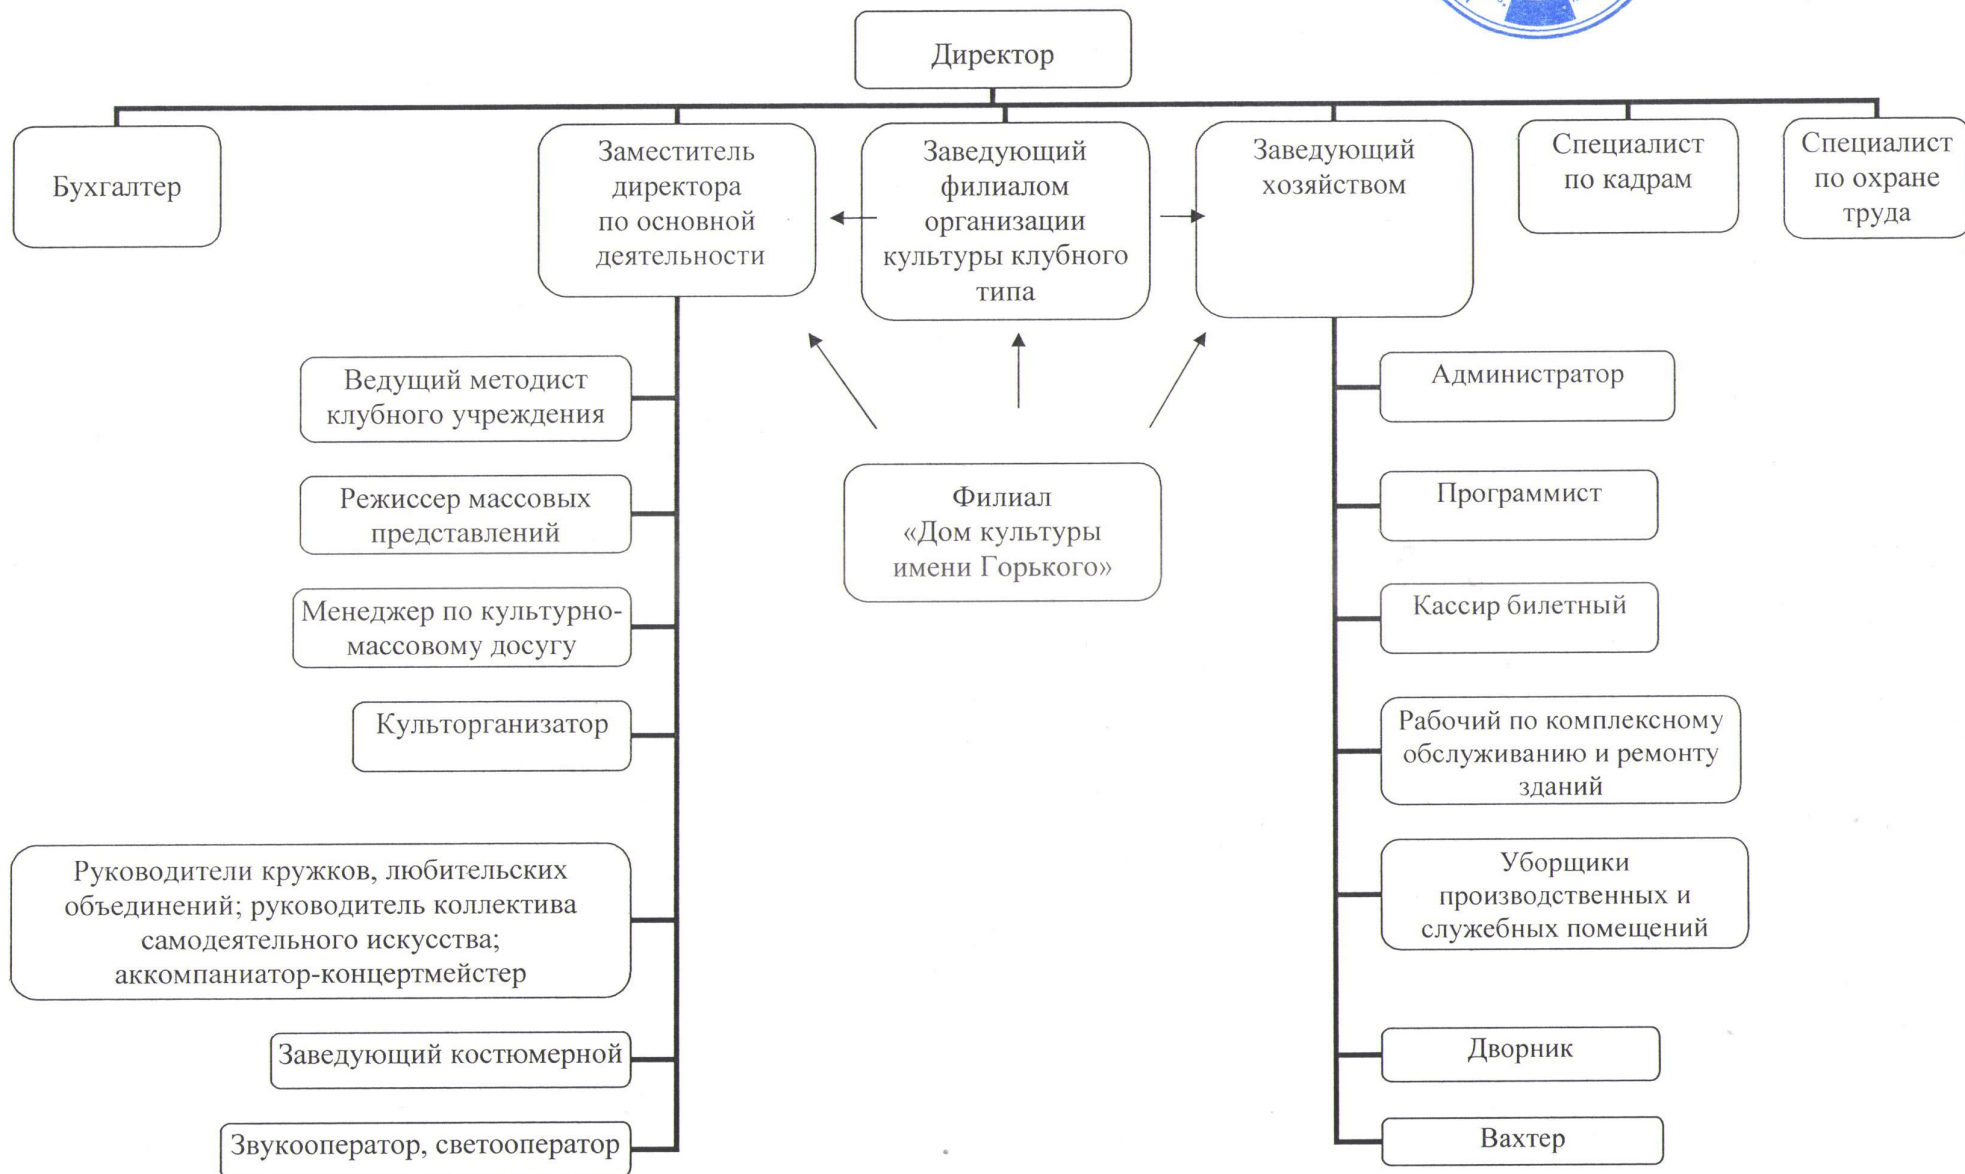 Директор
Бухгалтер
Заместитель
директора
по основной
деятельности
Заведующий
филиалом
организации
культуры клубного
типа
Заведующий
хозяйством
Специалист
по кадрам
Специалист
по охране
труда
Ведущий методист
клубного учреждения
Режиссер массовых
представлений
Менеджер по культурно-
массовому досугу
Культорганизатор
Руководители кружков, любительских
объединений; руководитель коллектива
самодеятельного искусства;
аккомпаниатор-концертмейстер
Заведующий костюмерной
Звукооператор, светооператор
Филиал
«Дом культуры
имени Горького»
Администратор
Программист
Кассир билетный
Рабочий по комплексному
обслуживанию и ремонту
зданий
Уборщики
производственных и
служебных помещений
Дворник
Вахтер